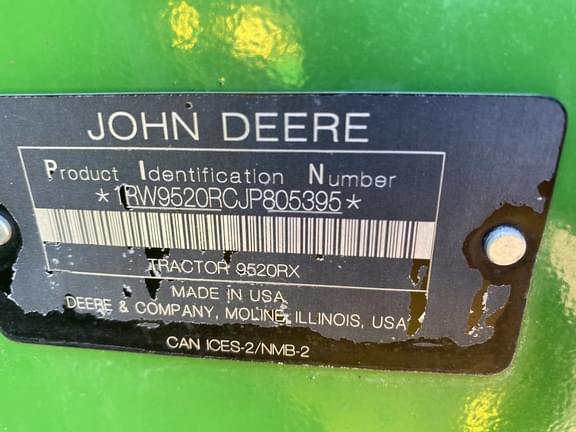 JOHN DEERE
Product Identification Number
*1RW9520RCJP805395*
TRACTOR 9520RX
MADE IN USA
DEERE & COMPANY, MOLINE, ILLINOIS, USA
CAN ICES-2/NMB-2